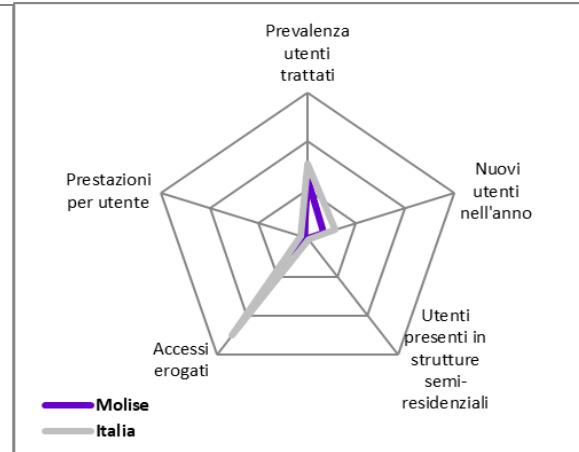 Prevalenza
utenti
trattati
Nuovi
utenti
nell'anno
Utenti
presenti in
strutture
semi-
residenziali
Accessi
erogati
Prestazioni
per utente
Molise
Italia